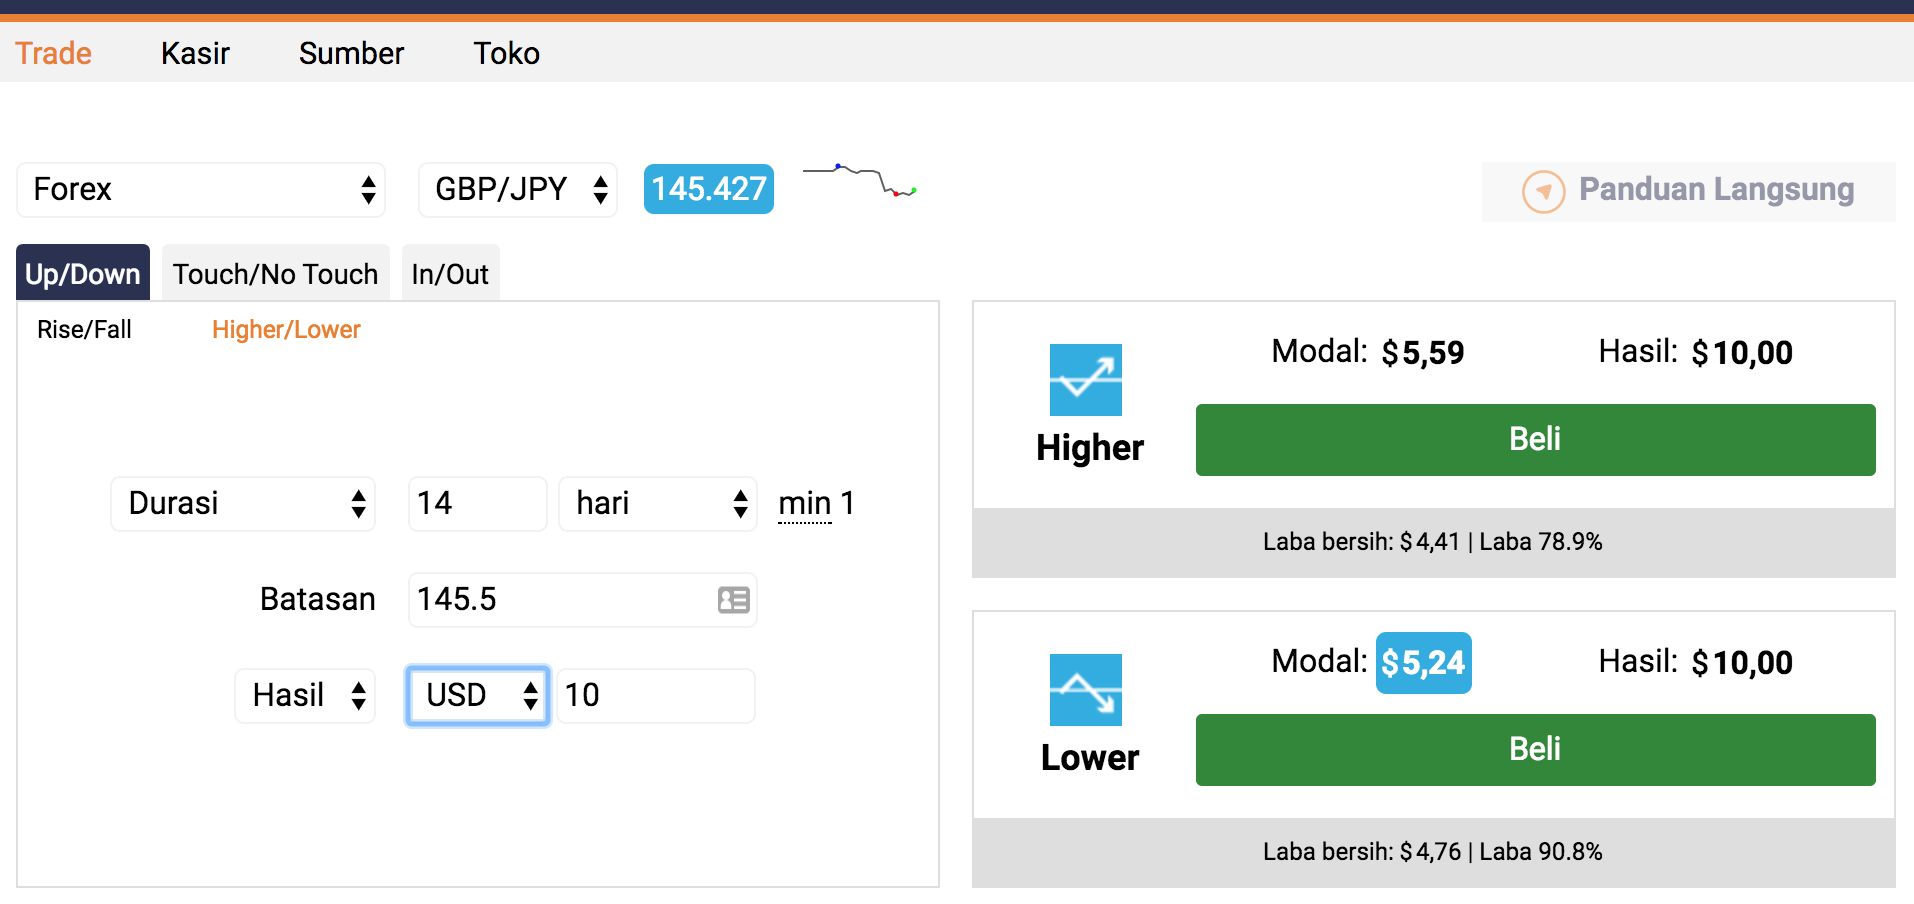 Trade Kasir Sumber Toko
Forex GBP/JPY 145.427 Panduan Langsung
Up/Down Touch/No Touch In/Out
Rise/Fall Higher/Lower
Durasi 14 hari min 1
Batasan 145.5
Hasil USD 10
Modal: $5,59 Hasil: $10,00
Higher
Beli
Laba bersih: $4,41 | Laba 78.9%
Modal: $5,24 Hasil: $10,00
Lower
Beli
Laba bersih: $4,76 | Laba 90.8%